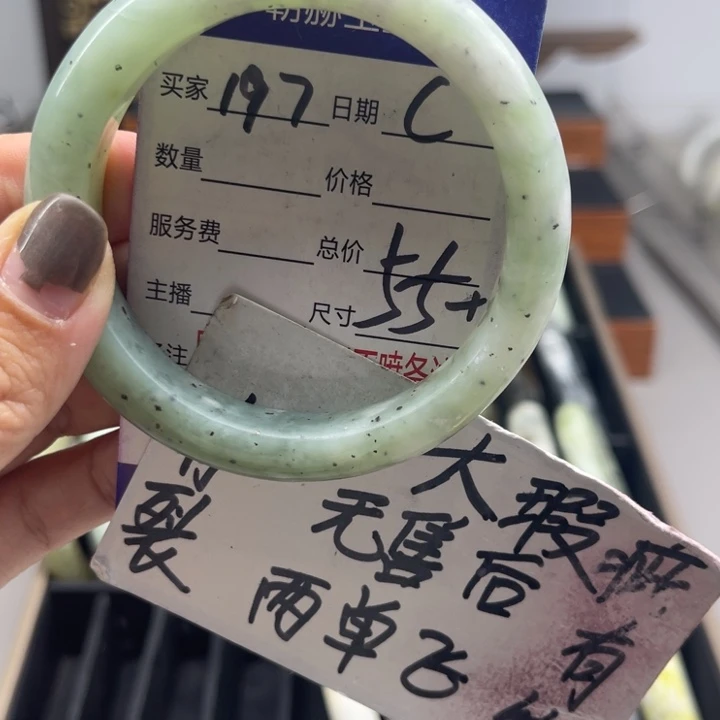 买家 197 日期 C
数量 价格
服务费 总价
主播 尺寸 55+
大瑕疵
裂 无售后 有
两单飞